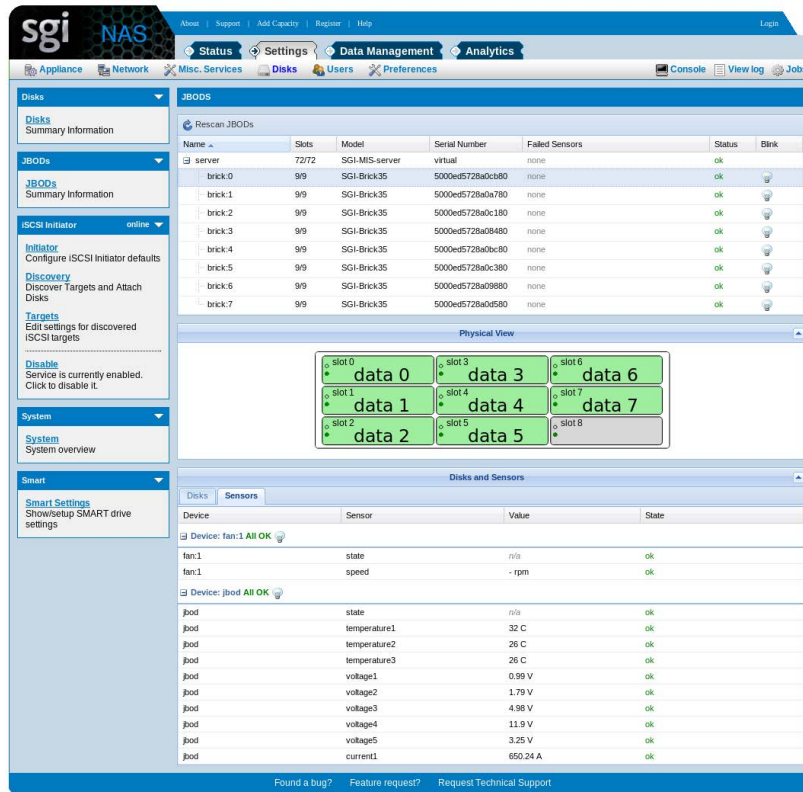 sgi NAS
About | Support | Add Capacity | Register | Help
Login
Status Settings Data Management Analytics
Appliance Network Misc. Services Disks Users Preferences
Console View log Jobs
Disks
Disks
Summary Information
JBODs
JBODs
Summary Information
iSCSI Initiator online
Initiator
Configure iSCSI Initiator defaults
Discovery
Discover Targets and Attach
Disks
Targets
Edit settings for discovered
iSCSI targets
Disable
Service is currently enabled.
Click to disable it.
System
System
System overview
Smart
Smart Settings
Show/setup SMART drive
settings
JBODS
Rescan JBODs
Name Slots Model Serial Number Failed Sensors Status Blink
server 72/72 SGI-MIS-server virtual none ok
brick:0 9/9 SGI-Brick35 5000ed5728a0cb80 none ok
brick:1 9/9 SGI-Brick35 5000ed5728a0a780 none ok
brick:2 9/9 SGI-Brick35 5000ed5728a0c180 none ok
brick:3 9/9 SGI-Brick35 5000ed5728a08480 none ok
brick:4 9/9 SGI-Brick35 5000ed5728a0bc80 none ok
brick:5 9/9 SGI-Brick35 5000ed5728a0c380 none ok
brick:6 9/9 SGI-Brick35 5000ed5728a09880 none ok
brick:7 9/9 SGI-Brick35 5000ed5728a0d580 none ok
Physical View
slot 0 slot 3 slot 6
data 0 data 3 data 6
slot 1 slot 4 slot 7
data 1 data 4 data 7
slot 2 slot 5 slot 8
data 2 data 5
Disks and Sensors
Disks Sensors
Device Sensor Value State
Device: fan:1 All OK
fan:1 state n/a ok
fan:1 speed - rpm ok
Device: jbod All OK
jbod state n/a ok
jbod temperature1 32 C ok
jbod temperature2 26 C ok
jbod temperature3 26 C ok
jbod voltage1 0.99 V ok
jbod voltage2 1.79 V ok
jbod voltage3 4.98 V ok
jbod voltage4 11.9 V ok
jbod voltage5 3.25 V ok
jbod current1 650.24 A ok
Found a bug? Feature request? Request Technical Support